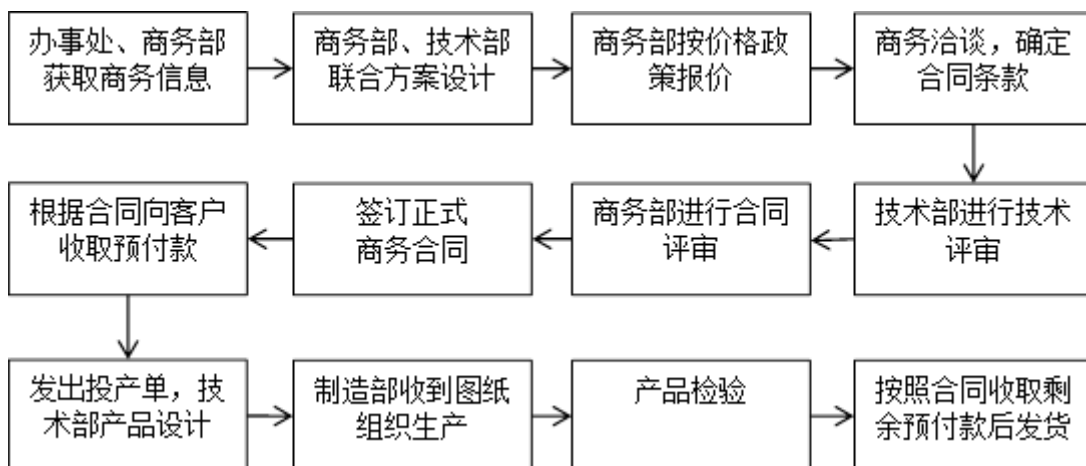 办事处、商务部
获取商务信息
商务部、技术部
联合方案设计
商务部按价格政
策报价
商务洽谈，确定
合同条款
技术部进行技术
评审
商务部进行合同
评审
签订正式
商务合同
根据合同向客户
收取预付款
发出投产单，技
术部产品设计
制造部收到图纸
组织生产
产品检验
按照合同收取剩
余预付款后发货